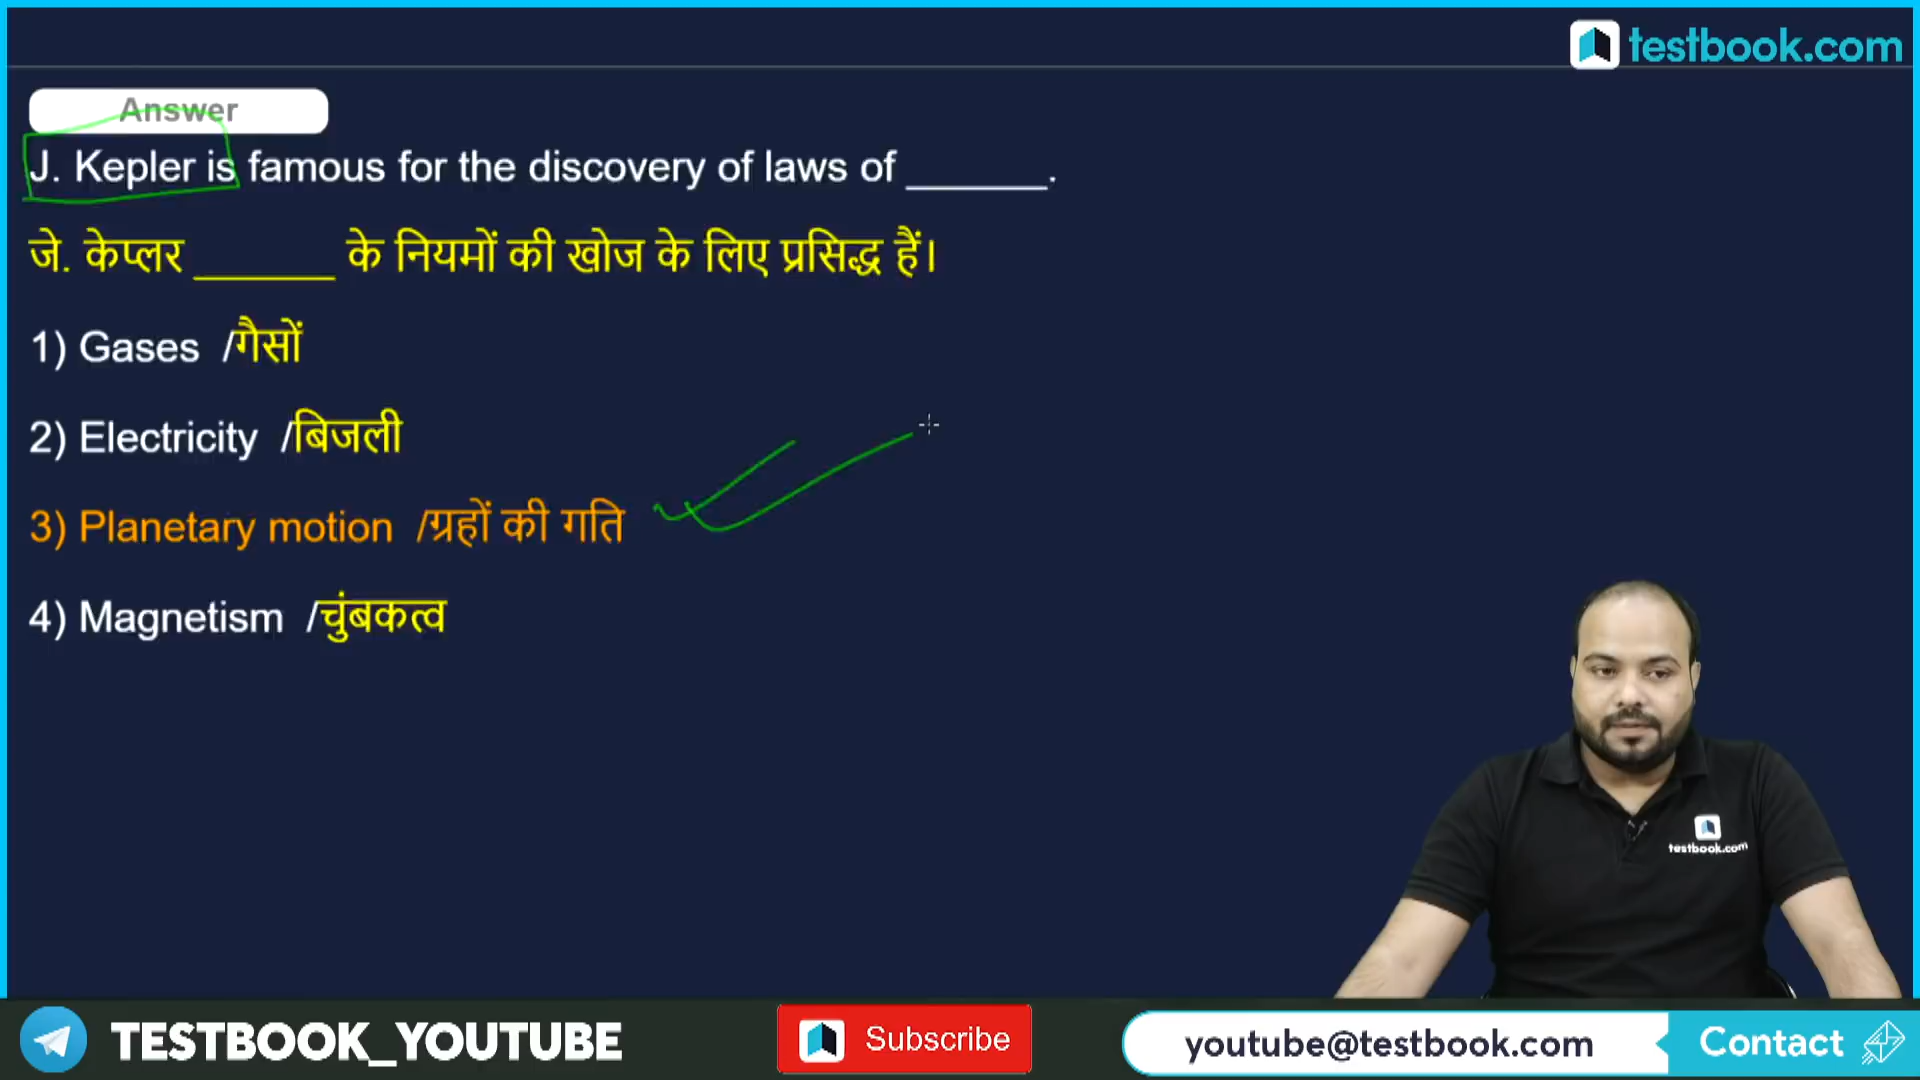 testbook.com
Answer
J. Kepler is famous for the discovery of laws of ______.
जे. केप्लर ______ के नियमों की खोज के लिए प्रसिद्ध हैं।
1) Gases /गैसों
2) Electricity /बिजली
3) Planetary motion /ग्रहों की गति
4) Magnetism /चुंबकत्व
testbook.com
TESTBOOK_YOUTUBE
Subscribe
youtube@testbook.com
Contact